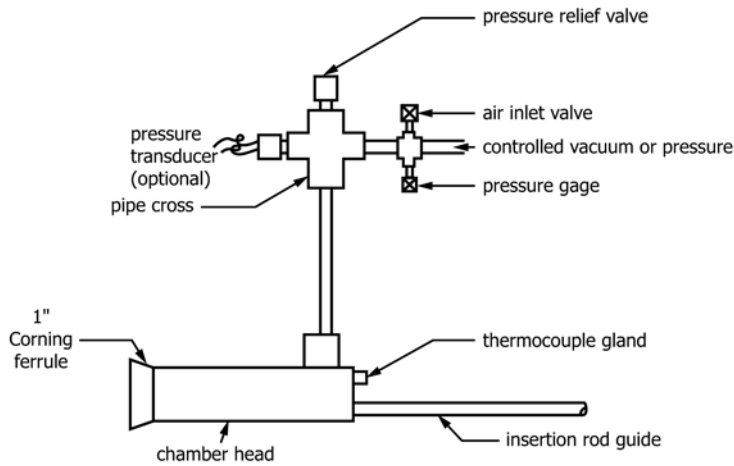 pressure relief valve
air inlet valve
pressure
transducer
(optional)
controlled vacuum or pressure
pressure gage
pipe cross
1"
Corning
ferrule
thermocouple gland
insertion rod guide
chamber head